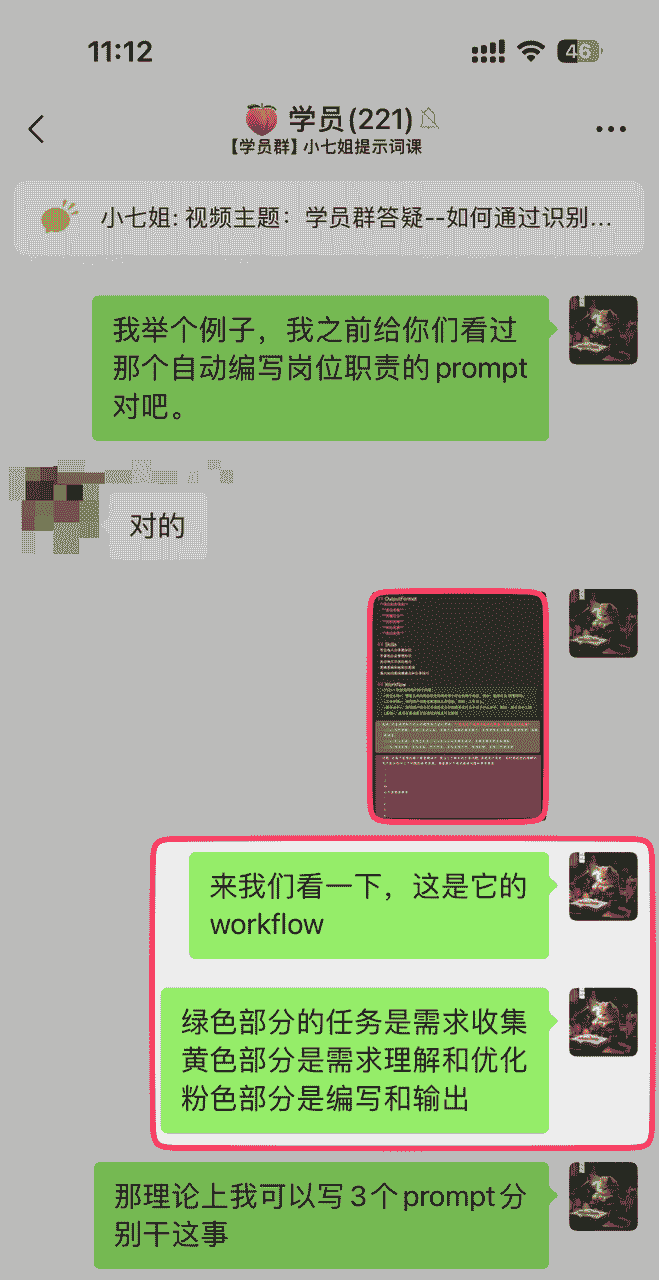 11:12
46
学员(221)
【学员群】小七姐提示词课
小七姐: 视频主题：学员群答疑--如何通过识别...
我举个例子，我之前给你们看过
那个自动编写岗位职责的prompt
对吧。
对的
## OutputFormat
## Skills
## Workflow
来我们看一下，这是它的
workflow
绿色部分的任务是需求收集
黄色部分是需求理解和优化
粉色部分是编写和输出
那理论上我可以写3个prompt分
别干这事